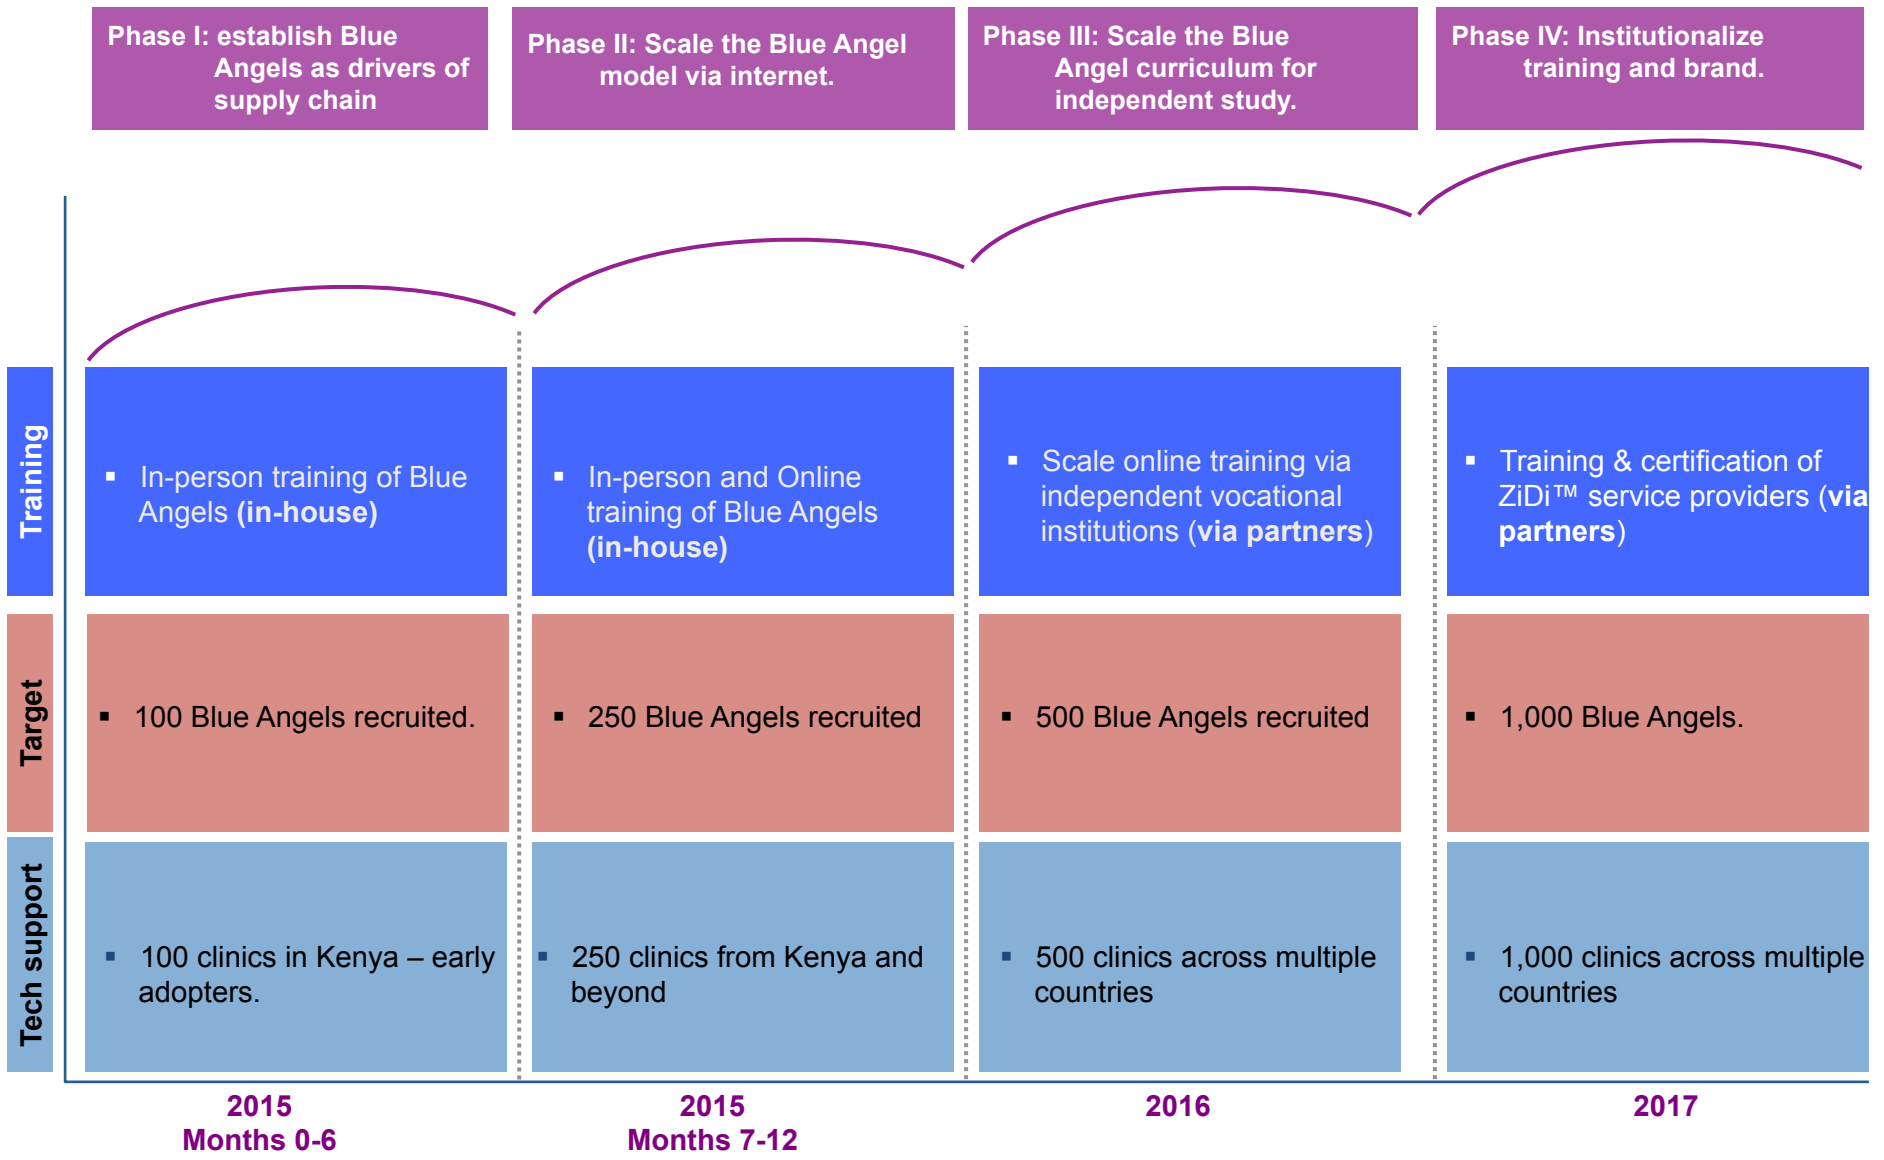 Phase I: establish Blue
Angels as drivers of
supply chain
Phase II: Scale the Blue Angel
model via internet.
Phase III: Scale the Blue
Angel curriculum for
independent study.
Phase IV: Institutionalize
training and brand.
Training
▪ In-person training of Blue
Angels (in-house)
▪ In-person and Online
training of Blue Angels
(in-house)
▪ Scale online training via
independent vocational
institutions (via partners)
▪ Training & certification of
ZiDi™ service providers (via
partners)
Target
▪ 100 Blue Angels recruited.
▪ 250 Blue Angels recruited
▪ 500 Blue Angels recruited
▪ 1,000 Blue Angels.
Tech support
▪ 100 clinics in Kenya – early
adopters.
▪ 250 clinics from Kenya and
beyond
▪ 500 clinics across multiple
countries
▪ 1,000 clinics across multiple
countries
2015
Months 0-6
2015
Months 7-12
2016
2017